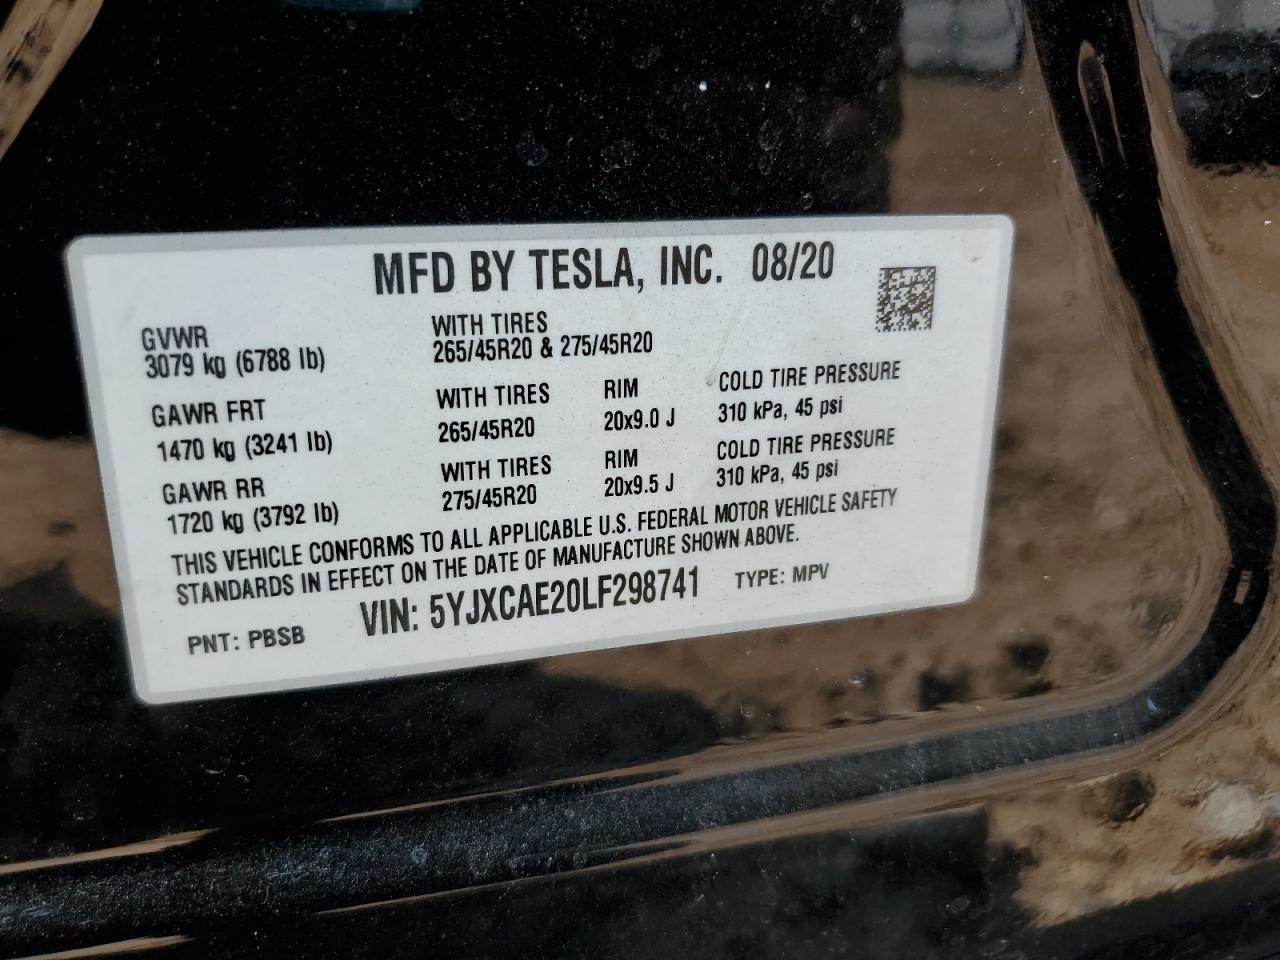 MFD BY TESLA, INC. 08/20
GVWR
3079 kg (6788 lb)
WITH TIRES
265/45R20 & 275/45R20
GAWR FRT
1470 kg (3241 lb)
WITH TIRES
265/45R20
RIM
20x9.0 J
COLD TIRE PRESSURE
310 kPa, 45 psi
GAWR RR
1720 kg (3792 lb)
WITH TIRES
275/45R20
RIM
20x9.5 J
COLD TIRE PRESSURE
310 kPa, 45 psi
THIS VEHICLE CONFORMS TO ALL APPLICABLE U.S. FEDERAL MOTOR VEHICLE SAFETY
STANDARDS IN EFFECT ON THE DATE OF MANUFACTURE SHOWN ABOVE.
PNT: PBSB VIN: 5YJXCAE20LF298741 TYPE: MPV